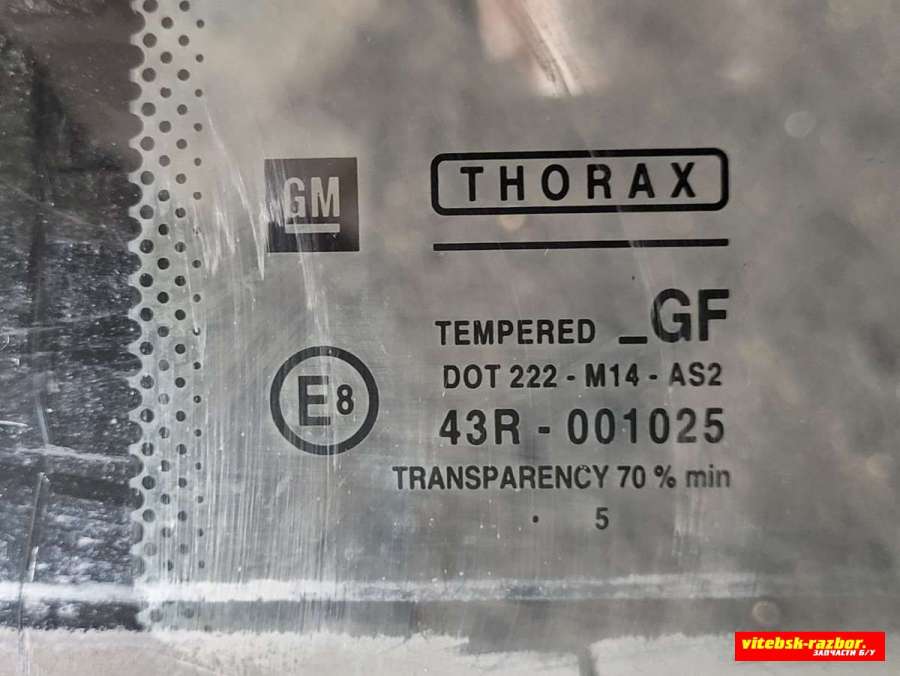 GM
THORAX
TEMPERED _GF
DOT 222 - M14 - AS2
E8
43R - 001025
TRANSPARENCY 70 % min
. 5
vitebsk-razbor.
ЗАПЧАСТИ Б/У